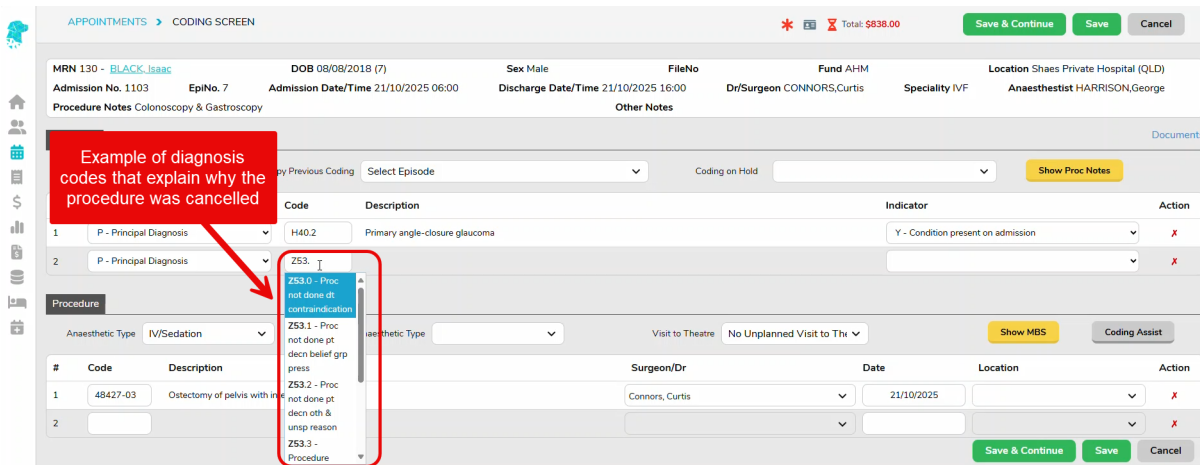 APPOINTMENTS > CODING SCREEN
Total: $838.00
Save & Continue
Save
Cancel
MRN 130 - BLACK, Isaac
DOB 08/08/2018 (7)
Sex Male
FileNo
Fund AHM
Location Shaes Private Hospital (QLD)
Admission No. 1103
EpiNo. 7
Admission Date/Time 21/10/2025 06:00
Discharge Date/Time 21/10/2025 16:00
Dr/Surgeon CONNORS,Curtis
Speciality IVF
Anaesthestist HARRISON,George
Procedure Notes Colonoscopy & Gastroscopy
Other Notes
Document
Example of diagnosis
codes that explain why the
procedure was cancelled
Previous Coding
Select Episode
Coding on Hold
Show Proc Notes
Code
Description
Indicator
Action
1
P - Principal Diagnosis
H40.2
Primary angle-closure glaucoma
Y - Condition present on admission
✗
2
P - Principal Diagnosis
Z53.
✗
Z53.0 - Proc
not done dt
contraindication
Z53.1 - Proc
not done pt
decn belief grp
press
Z53.2 - Proc
not done pt
decn oth &
unsp reason
Z53.3 -
Procedure
Procedure
Anaesthetic Type
IV/Sedation
aesthetic Type
Visit to Theatre
No Unplanned Visit to The
Show MBS
Coding Assist
#
Code
Description
Surgeon/Dr
Date
Location
Action
1
48427-03
Ostectomy of pelvis with in
Connors, Curtis
21/10/2025
✗
2
✗
Save & Continue
Save
Cancel